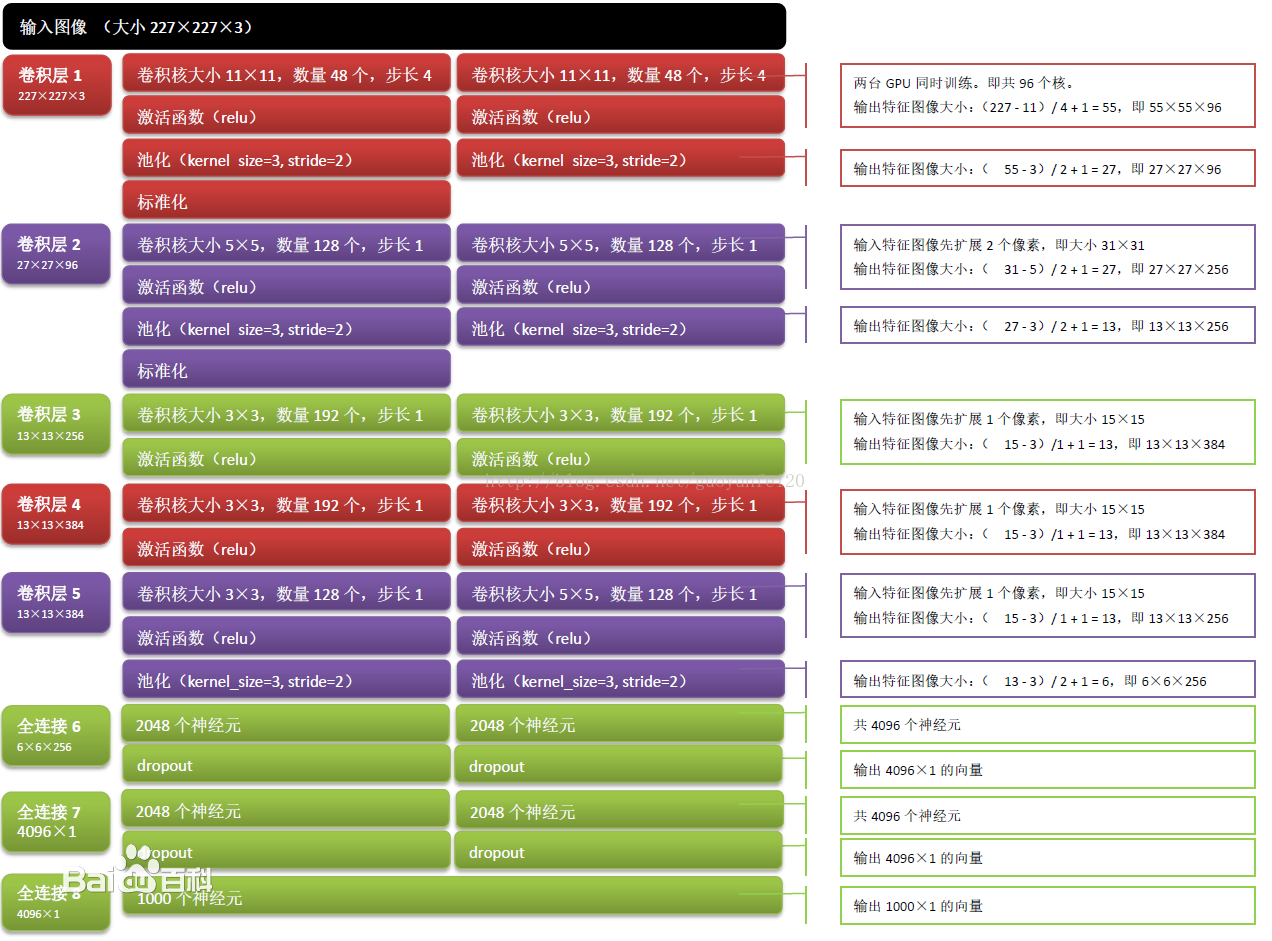 输入图像 （大小 227×227×3）
卷积层 1
227×227×3
卷积核大小 11×11，数量 48 个，步长 4
卷积核大小 11×11，数量 48 个，步长 4
两台 GPU 同时训练。即共 96 个核。
输出特征图像大小：（227 - 11）/ 4 + 1 = 55，即 55×55×96
激活函数（relu）
激活函数（relu）
池化（kernel_size=3, stride=2）
池化（kernel_size=3, stride=2）
输出特征图像大小：（ 55 - 3）/ 2 + 1 = 27，即 27×27×96
标准化
卷积层 2
27×27×96
卷积核大小 5×5，数量 128 个，步长 1
卷积核大小 5×5，数量 128 个，步长 1
输入特征图像先扩展 2 个像素，即大小 31×31
输出特征图像大小：（ 31 - 5）/ 2 + 1 = 27，即 27×27×256
激活函数（relu）
激活函数（relu）
池化（kernel_size=3, stride=2）
池化（kernel_size=3, stride=2）
输出特征图像大小：（ 27 - 3）/ 2 + 1 = 13，即 13×13×256
标准化
卷积层 3
13×13×256
卷积核大小 3×3，数量 192 个，步长 1
卷积核大小 3×3，数量 192 个，步长 1
输入特征图像先扩展 1 个像素，即大小 15×15
输出特征图像大小：（ 15 - 3）/1 + 1 = 13，即 13×13×384
激活函数（relu）
激活函数（relu）
卷积层 4
13×13×384
卷积核大小 3×3，数量 192 个，步长 1
卷积核大小 3×3，数量 192 个，步长 1
输入特征图像先扩展 1 个像素，即大小 15×15
输出特征图像大小：（ 15 - 3）/1 + 1 = 13，即 13×13×384
激活函数（relu）
激活函数（relu）
卷积层 5
13×13×384
卷积核大小 3×3，数量 128 个，步长 1
卷积核大小 5×5，数量 128 个，步长 1
输入特征图像先扩展 1 个像素，即大小 15×15
输出特征图像大小：（ 15 - 3）/ 1 + 1 = 13，即 13×13×256
激活函数（relu）
激活函数（relu）
池化（kernel_size=3, stride=2）
池化（kernel_size=3, stride=2）
输出特征图像大小：（ 13 - 3）/ 2 + 1 = 6，即 6×6×256
全连接 6
6×6×256
2048 个神经元
2048 个神经元
共 4096 个神经元
dropout
dropout
输出 4096×1 的向量
全连接 7
4096×1
2048 个神经元
2048 个神经元
共 4096 个神经元
dropout
dropout
输出 4096×1 的向量
全连接 8
4096×1
1000 个神经元
输出 1000×1 的向量
Bai 百科